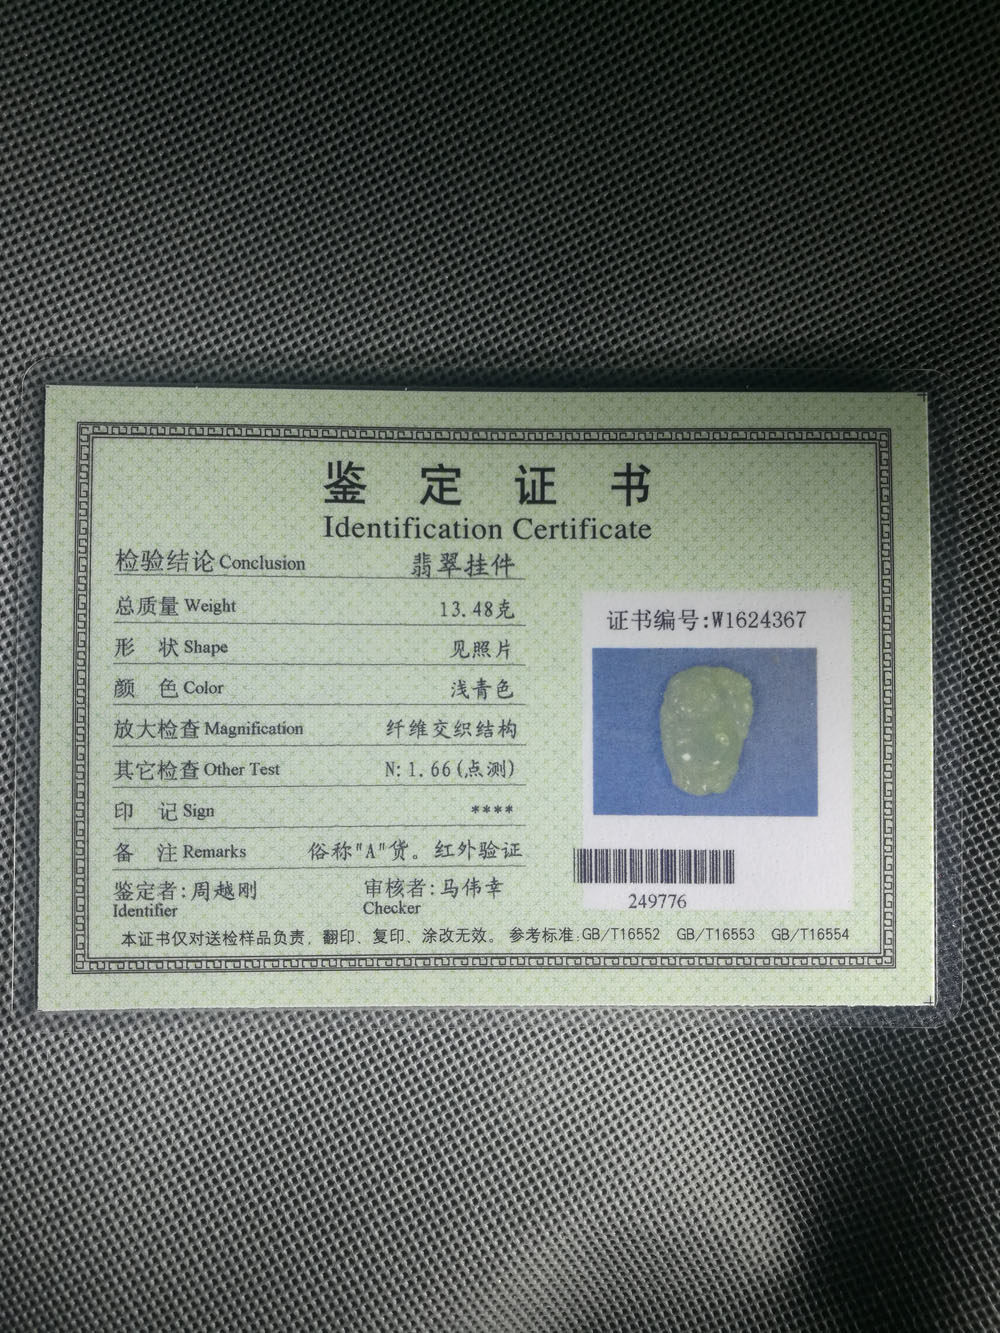 鉴定证书
Identification Certificate
检验结论 Conclusion 翡翠挂件
总质量 Weight 13.48克
形 状 Shape 见照片
颜 色 Color 浅青色
放大检查 Magnification 纤维交织结构
其它检查 Other Test N:1.66(点测)
印 记 Sign ****
备 注 Remarks 俗称"A"货。红外验证
鉴定者:周越刚 审核者:马伟幸
Identifier Checker
证书编号:W1624367
249776
本证书仅对送检样品负责，翻印、复印、涂改无效。 参考标准:GB/T16552 GB/T16553 GB/T16554